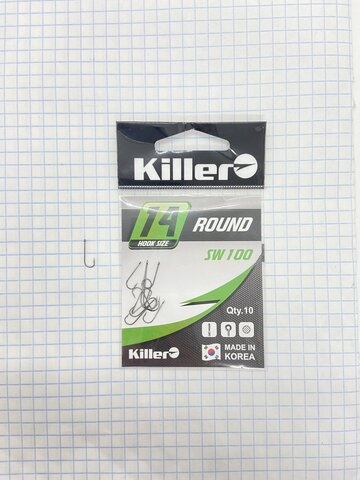 Killer
14
HOOK SIZE
ROUND
SW 100
Qty.10
MADE IN
KOREA
Killer